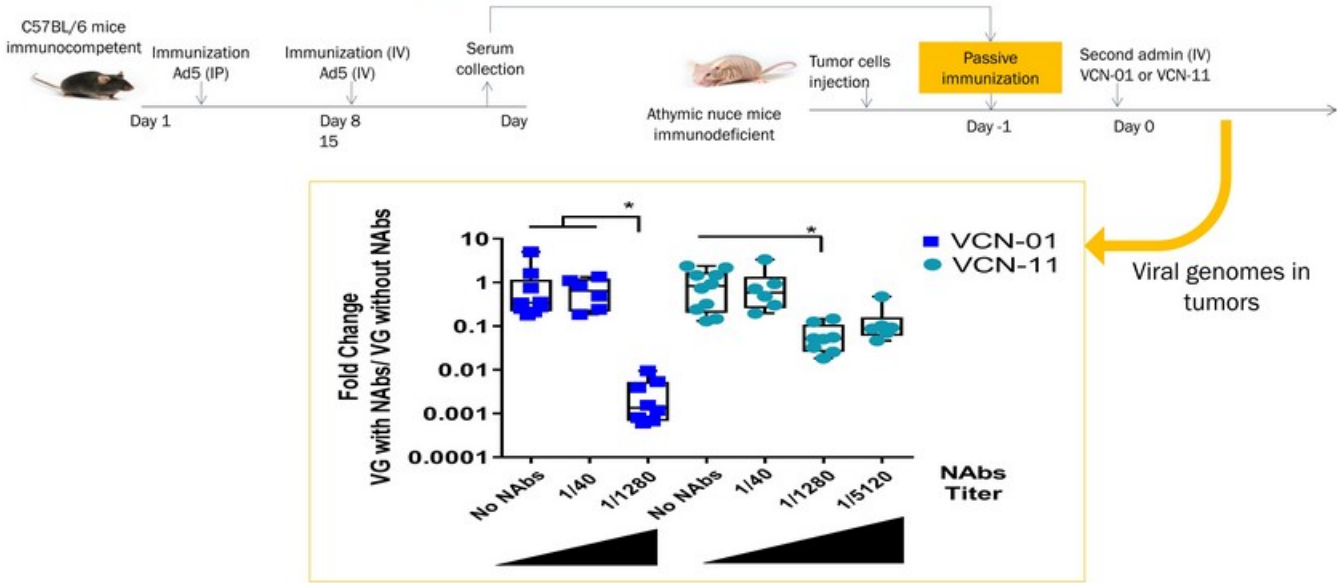 C57BL/6 mice
immunocompetent
Immunization
Ad5 (IP)
Immunization (IV)
Ad5 (IV)
Serum
collection
Day 1
Day 8
15
Day
Athymic nuce mice
immunodeficient
Tumor cells
injection
Passive
immunization
Second admin (IV)
VCN-01 or VCN-11
Day -1
Day 0
Fold Change
VG with NAbs/ VG without NAbs
10
1
0.1
0.01
0.001
0.0001
*
*
No NAbs
1/40
1/1280
No NAbs
1/40
1/1280
1/5120
NAbs
Titer
VCN-01
VCN-11
Viral genomes in
tumors